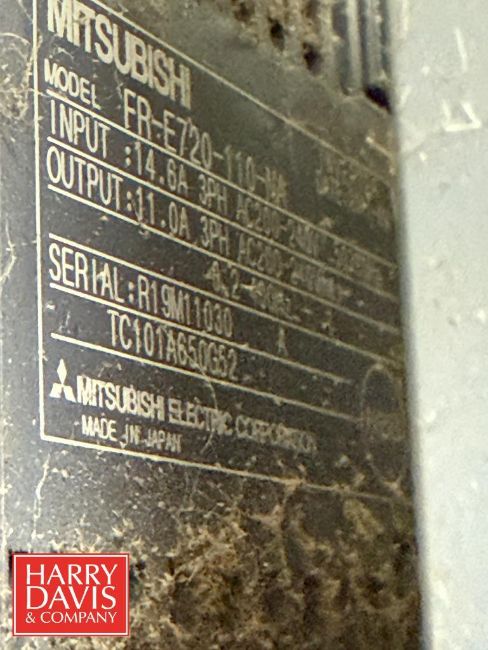 MITSUBISHI
MODEL FR-E720-110-NA
INPUT :14.6A 3PH AC200-240V
OUTPUT:11.0A 3PH AC200-240V
SERIAL:R19M11030 A
TC101A650G52
MITSUBISHI ELECTRIC CORPORATION
MADE IN JAPAN
HARRY
DAVIS
& COMPANY